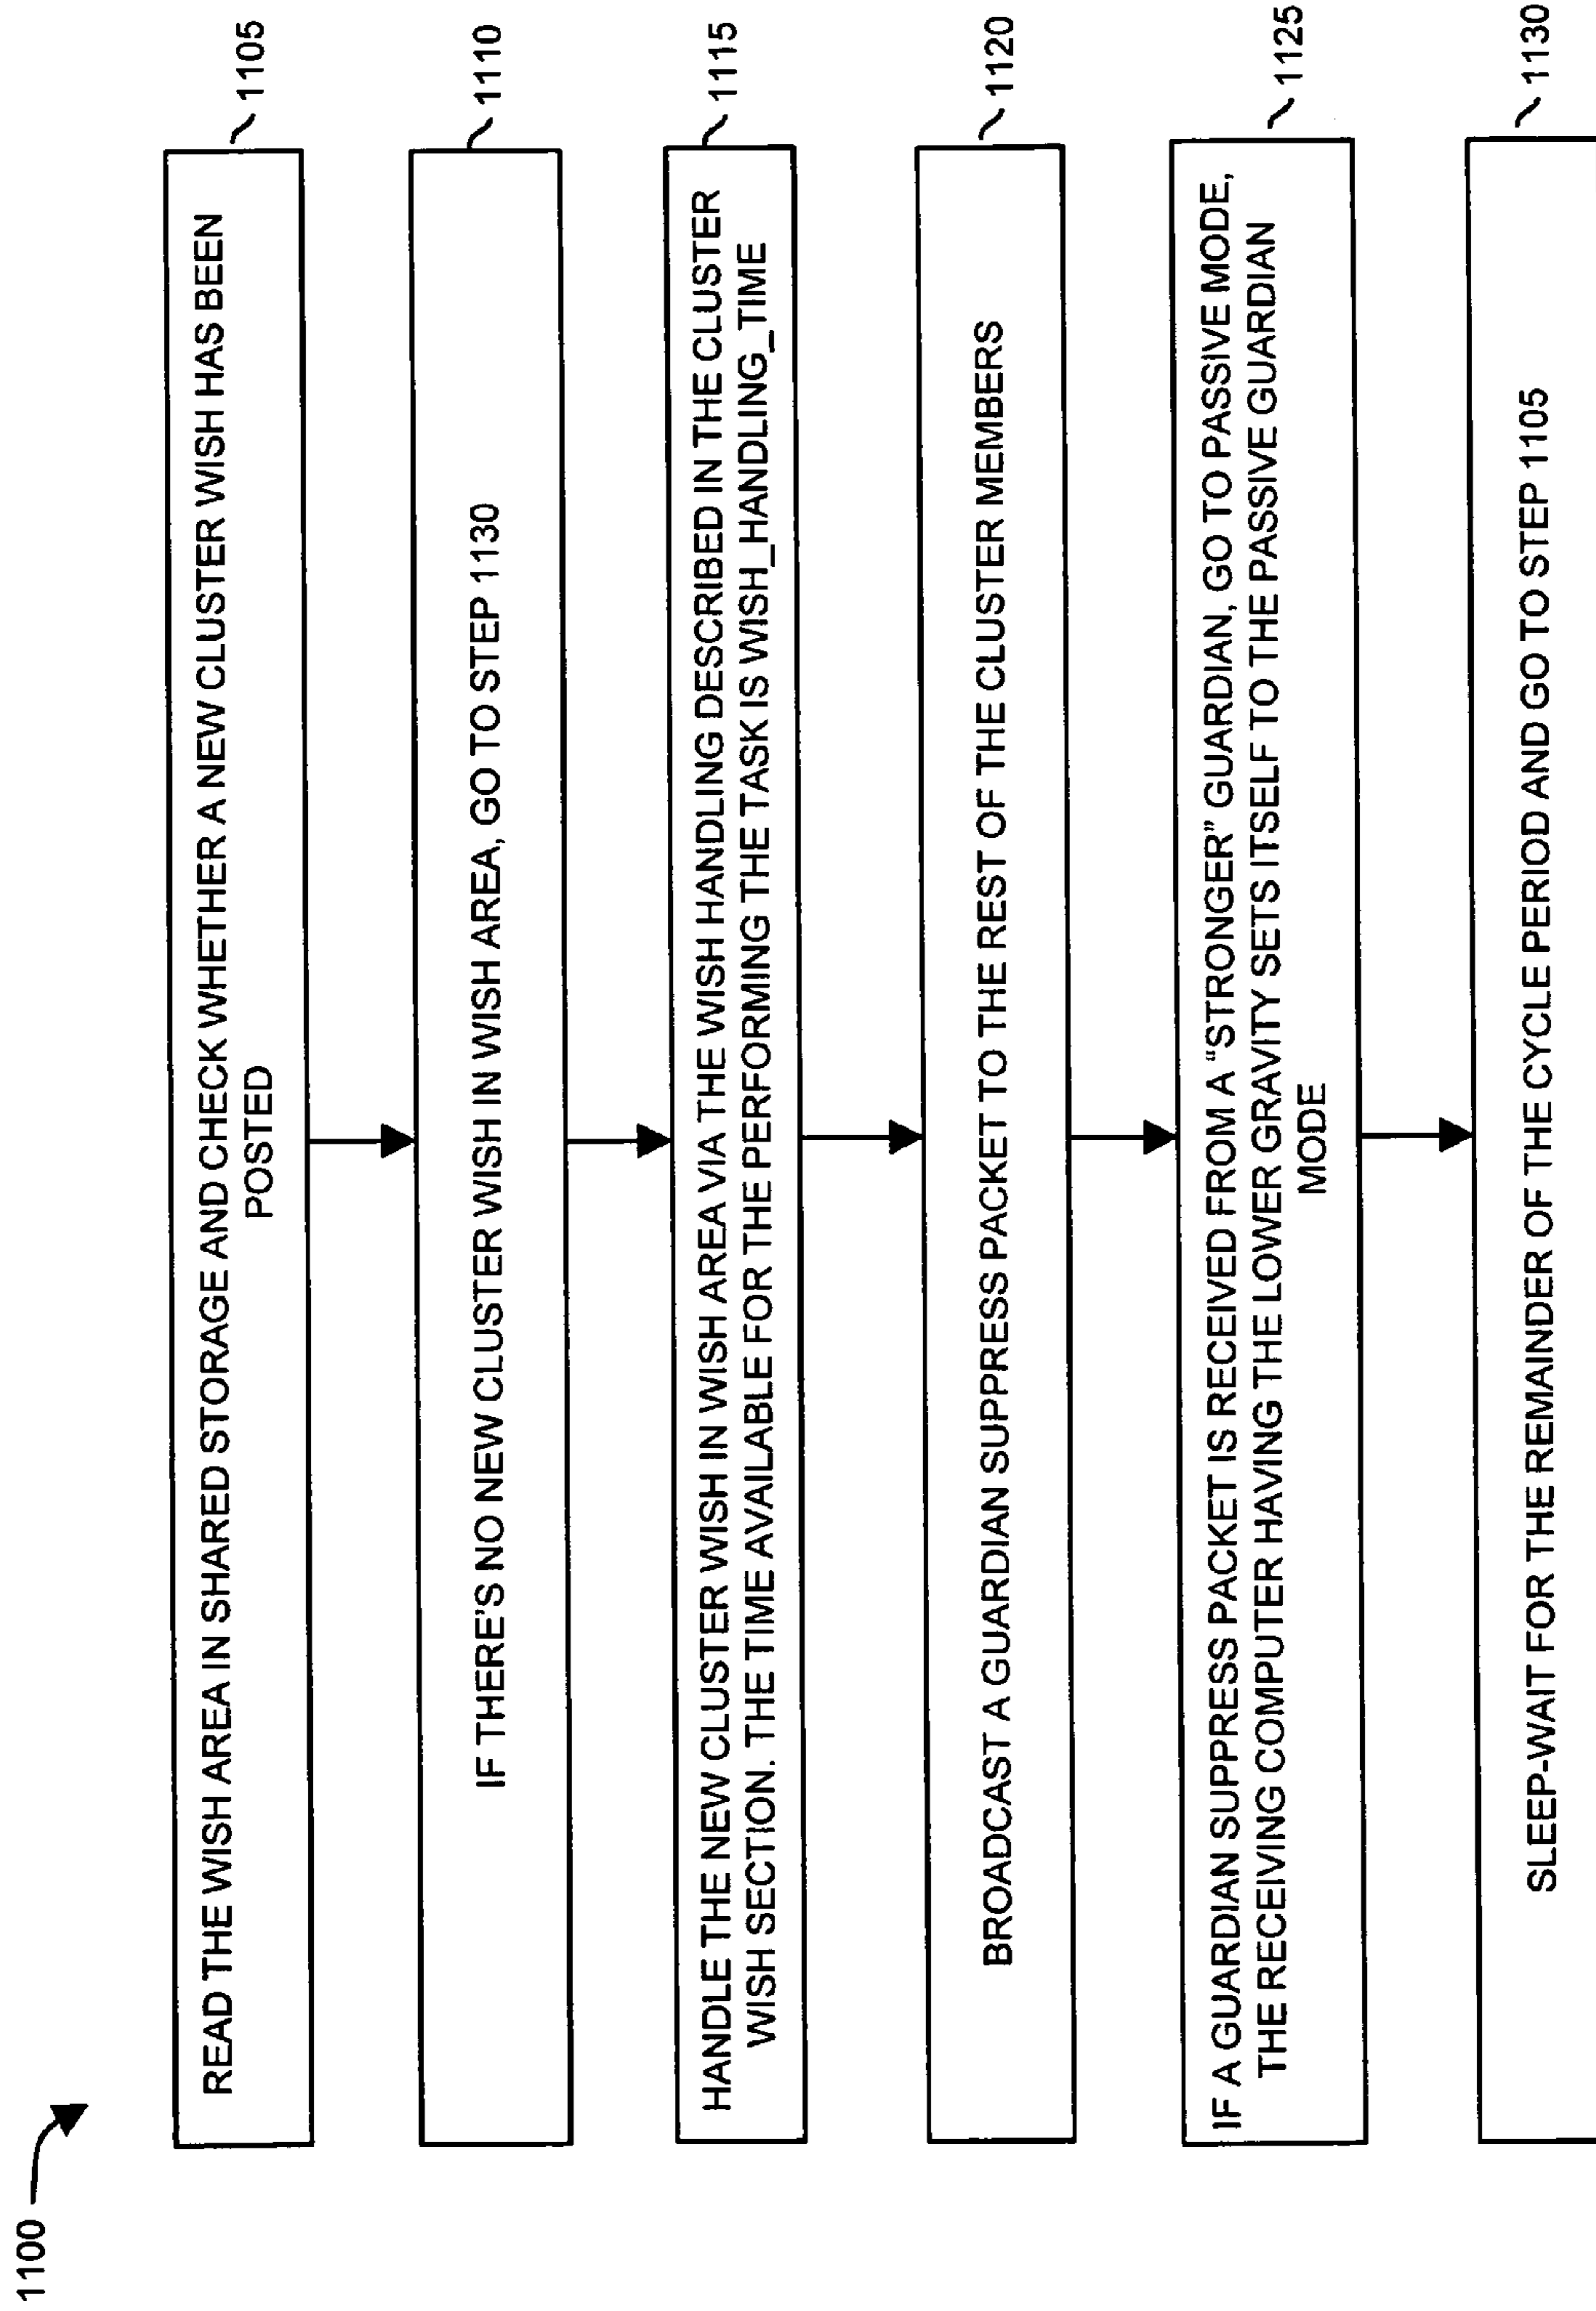 1100
READ THE WISH AREA IN SHARED STORAGE AND CHECK WHETHER A NEW CLUSTER WISH HAS BEEN
POSTED
1105
IF THERE'S NO NEW CLUSTER WISH IN WISH AREA, GO TO STEP 1130
1110
HANDLE THE NEW CLUSTER WISH IN WISH AREA VIA THE WISH HANDLING DESCRIBED IN THE CLUSTER
WISH SECTION. THE TIME AVAILABLE FOR THE PERFORMING THE TASK IS WISH_HANDLING_TIME
1115
BROADCAST A GUARDIAN SUPPRESS PACKET TO THE REST OF THE CLUSTER MEMBERS
1120
IF A GUARDIAN SUPPRESS PACKET IS RECEIVED FROM A “STRONGER” GUARDIAN, GO TO PASSIVE MODE,
THE RECEIVING COMPUTER HAVING THE LOWER GRAVITY SETS ITSELF TO THE PASSIVE GUARDIAN
MODE
1125
SLEEP-WAIT FOR THE REMAINDER OF THE CYCLE PERIOD AND GO TO STEP 1105
1130